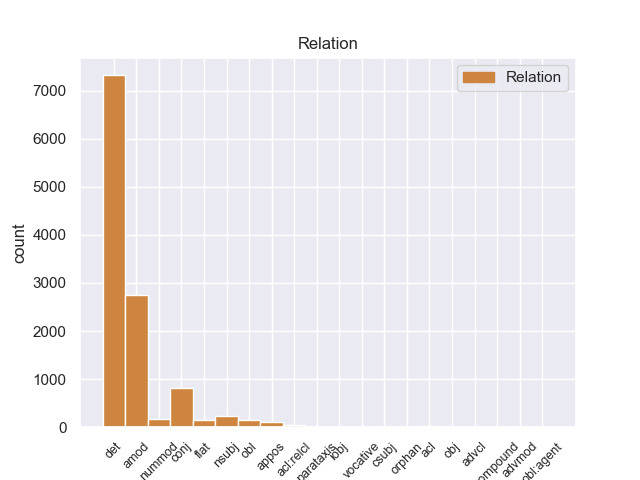 Relation
Relation
count
7000
6000
5000
4000
3000
2000
1000
0
det
amod
nummod
conj
flat
nsubj
obl
appos
acl:relcl
parataxis
iobj
vocative
csubj
orphan
acl
obj
advcl
ompound
advmod
obl:agent